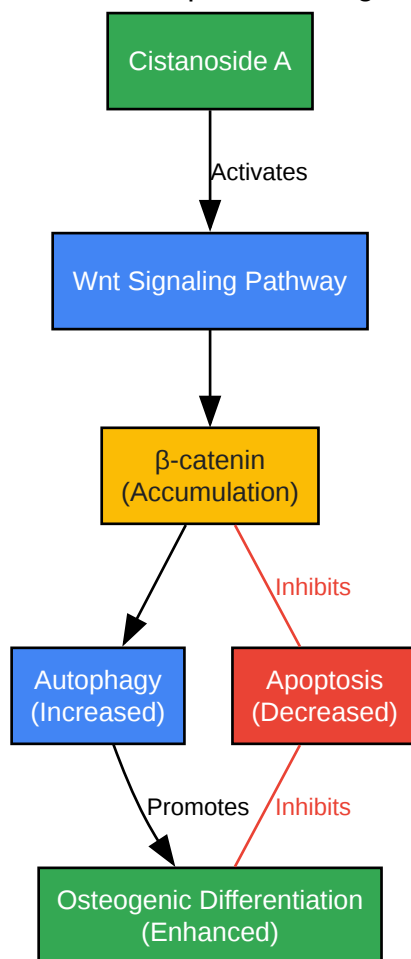 Cistanoside A
Activates
Wnt Signaling Pathway
β-catenin
(Accumulation)
Inhibits
Autophagy
(Increased)
Apoptosis
(Decreased)
Promotes
Inhibits
Osteogenic Differentiation
(Enhanced)